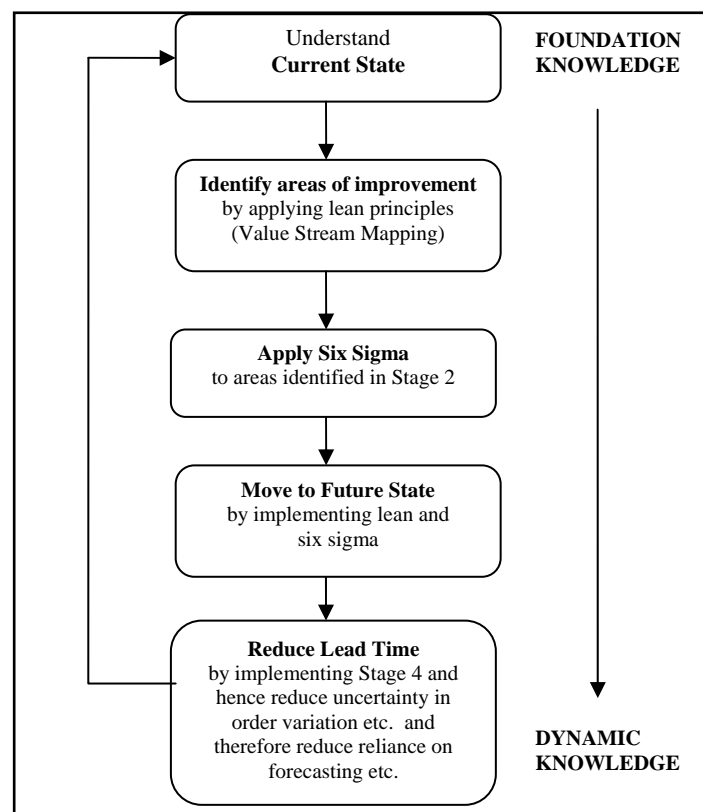 Understand
Current State
FOUNDATION
KNOWLEDGE
Identify areas of improvement
by applying lean principles
(Value Stream Mapping)
Apply Six Sigma
to areas identified in Stage 2
Move to Future State
by implementing lean and
six sigma
Reduce Lead Time
by implementing Stage 4 and
hence reduce uncertainty in
order variation etc. and
therefore reduce reliance on
forecasting etc.
DYNAMIC
KNOWLEDGE